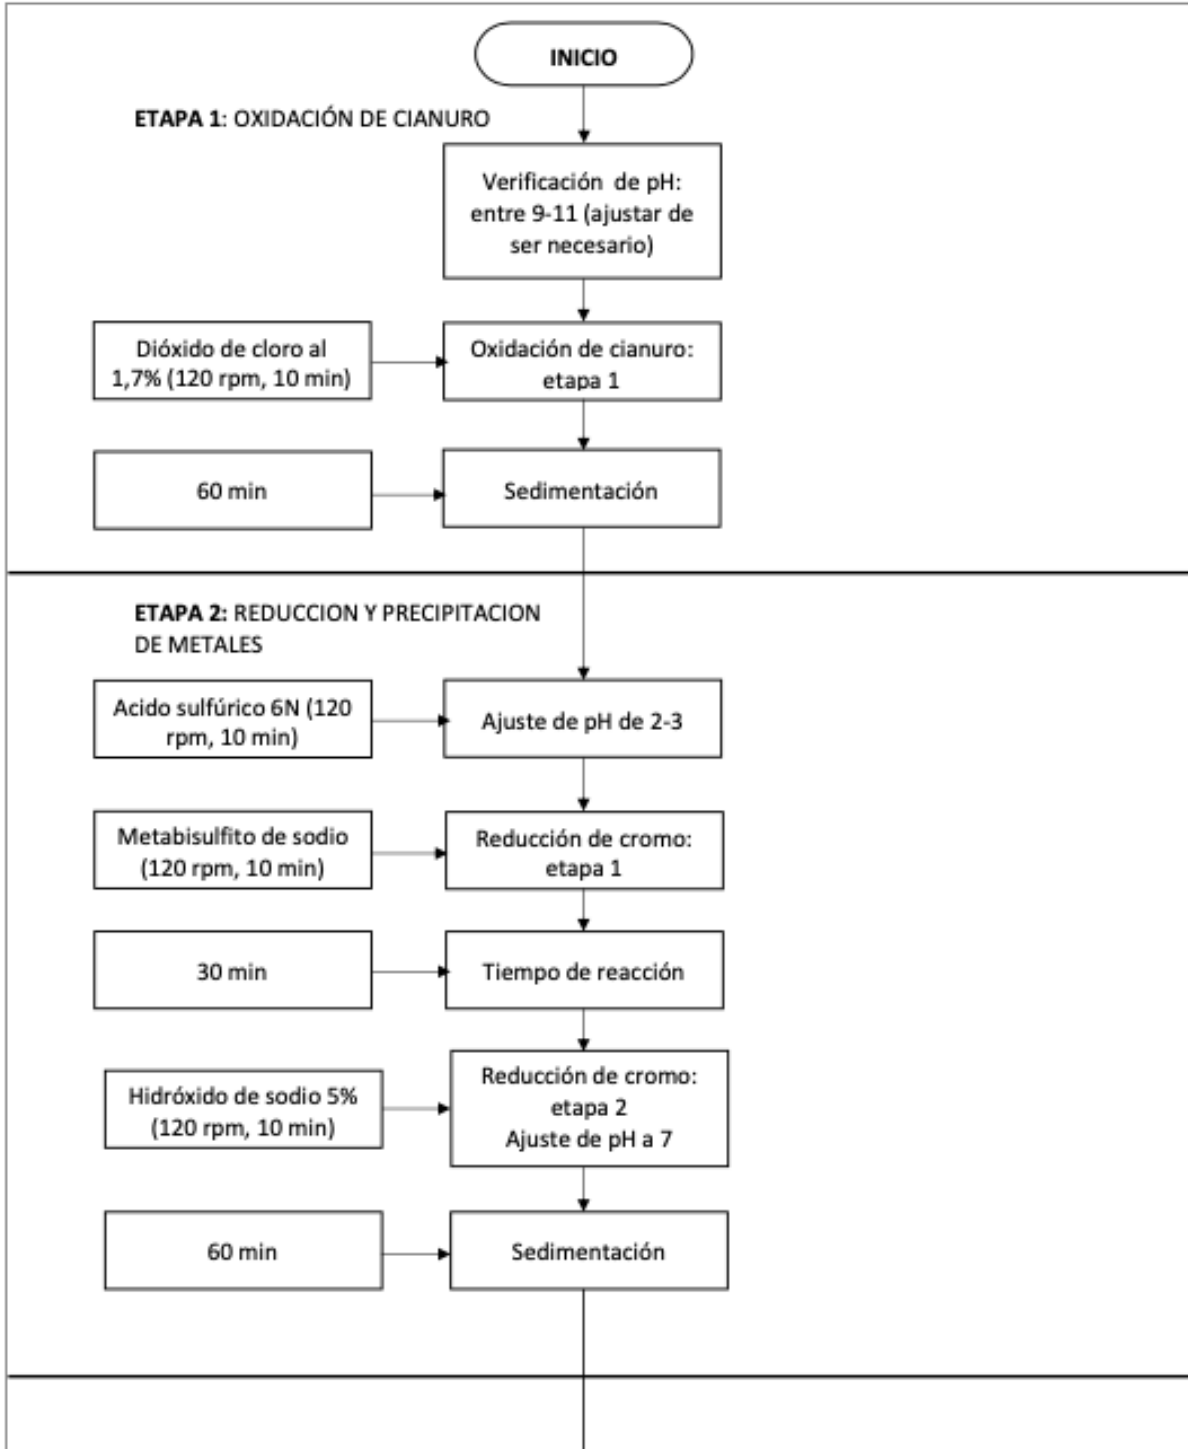 INICIO
ETAPA 1: OXIDACIÓN DE CIANURO
Verificación de pH:
entre 9-11 (ajustar de
ser necesario)
Dióxido de cloro al
1,7% (120 rpm, 10 min)
Oxidación de cianuro:
etapa 1
60 min
Sedimentación
ETAPA 2: REDUCCION Y PRECIPITACION
DE METALES
Acido sulfúrico 6N (120
rpm, 10 min)
Ajuste de pH de 2-3
Metabisulfito de sodio
(120 rpm, 10 min)
Reducción de cromo:
etapa 1
30 min
Tiempo de reacción
Hidróxido de sodio 5%
(120 rpm, 10 min)
Reducción de cromo:
etapa 2
Ajuste de pH a 7
60 min
Sedimentación